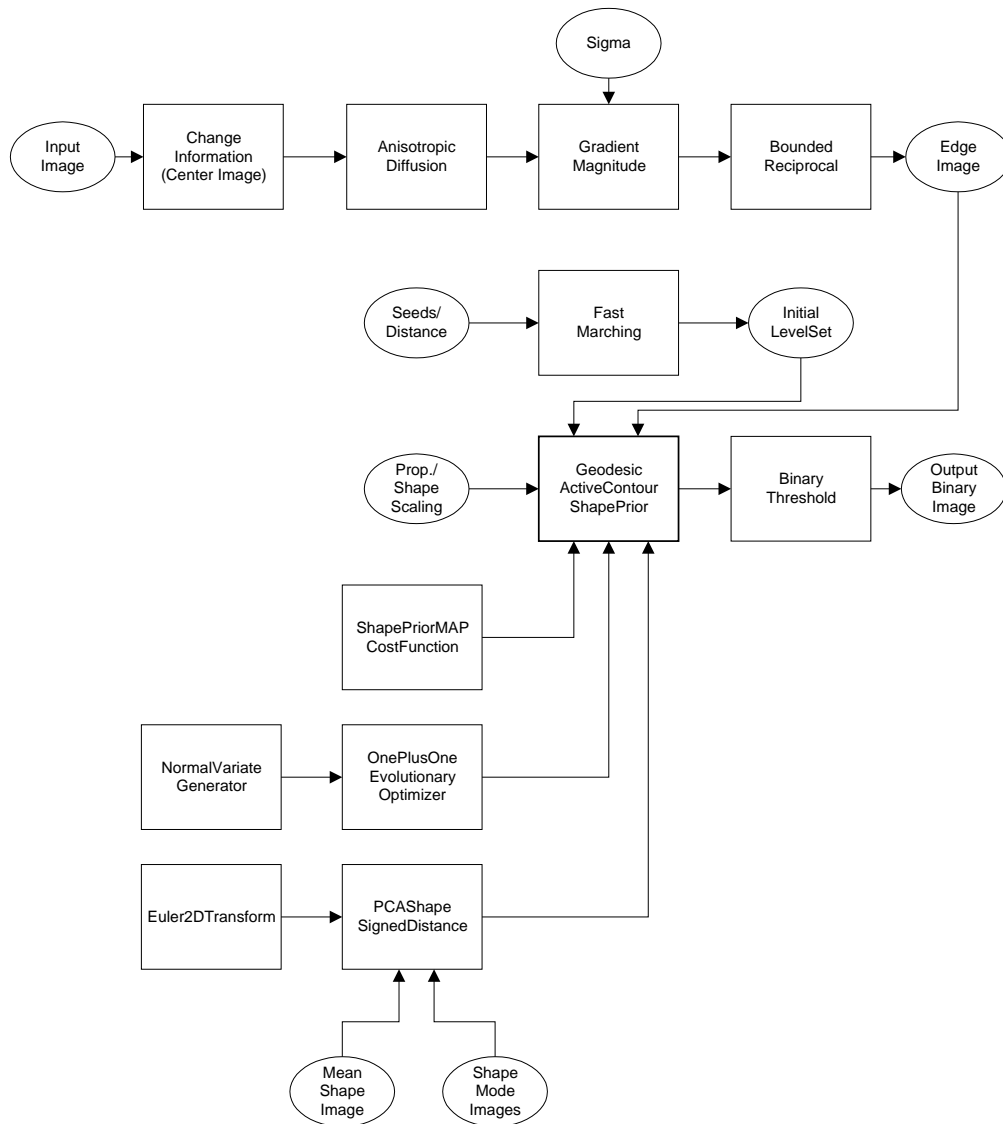 Sigma
Input
Image
Change
Information
(Center Image)
Anisotropic
Diffusion
Gradient
Magnitude
Bounded
Reciprocal
Edge
Image
Seeds/
Distance
Fast
Marching
Initial
LevelSet
Prop./
Shape
Scaling
Geodesic
ActiveContour
ShapePrior
Binary
Threshold
Output
Binary
Image
ShapePriorMAP
CostFunction
NormalVariate
Generator
OnePlusOne
Evolutionary
Optimizer
Euler2DTransform
PCAShape
SignedDistance
Mean
Shape
Image
Shape
Mode
Images